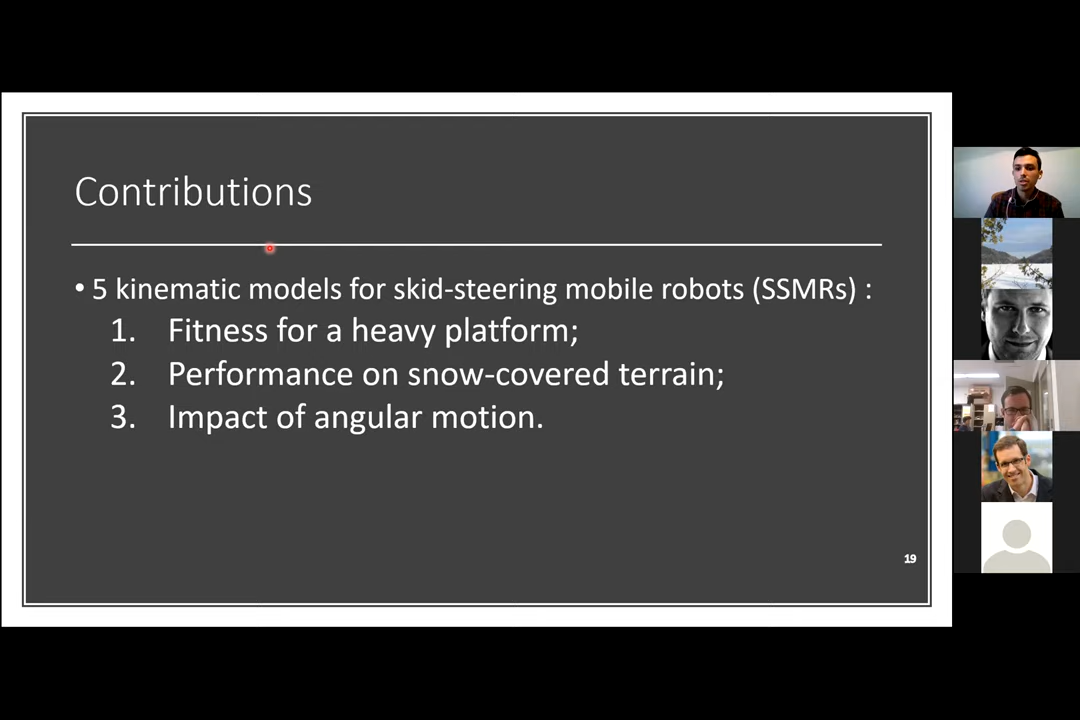 Contributions
• 5 kinematic models for skid-steering mobile robots (SSMRs) :
1. Fitness for a heavy platform;
2. Performance on snow-covered terrain;
3. Impact of angular motion.
19